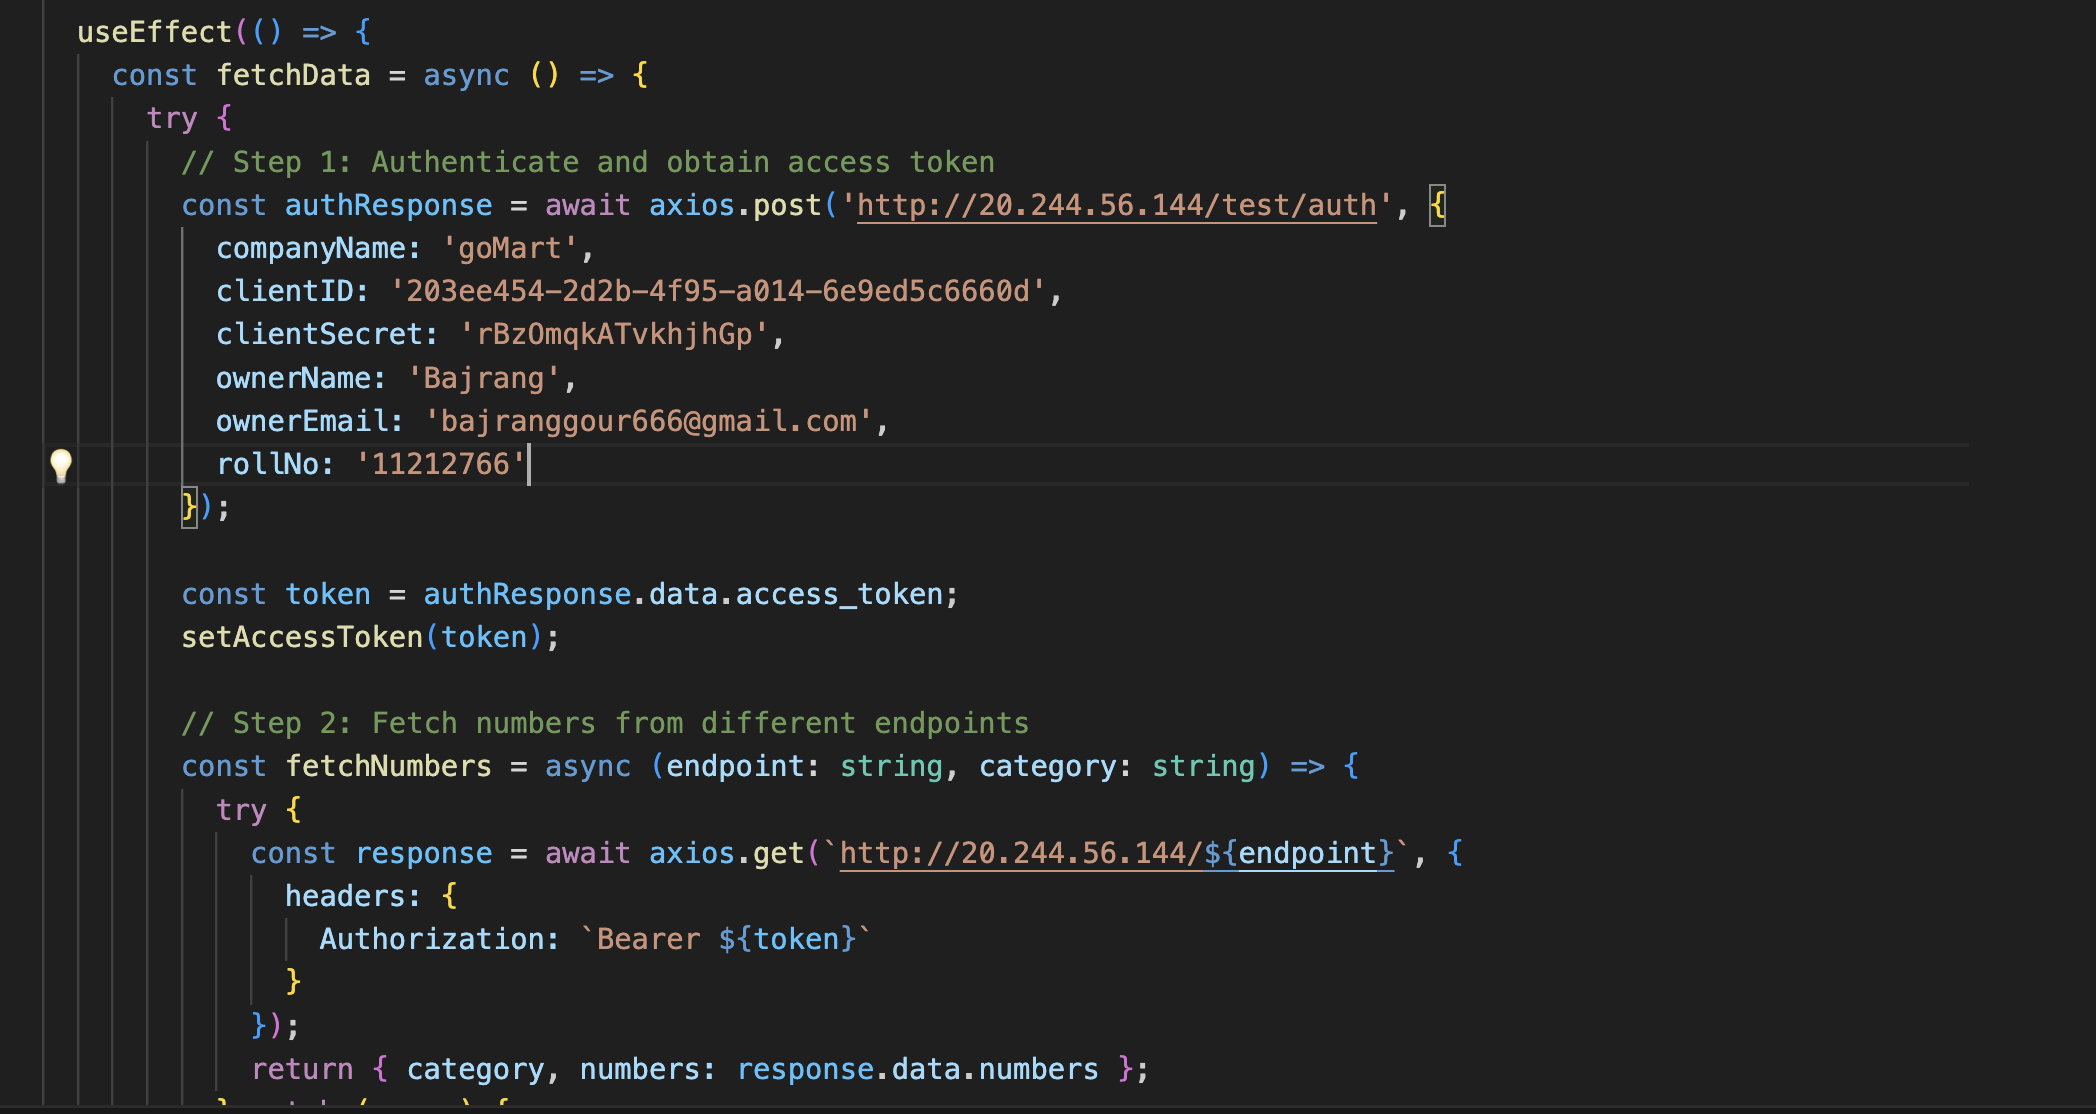 useEffect(() => {
const fetchData = async () => {
try {
// Step 1: Authenticate and obtain access token
const authResponse = await axios.post('http://20.244.56.144/test/auth', {
companyName: 'goMart',
clientID: '203ee454-2d2b-4f95-a014-6e9ed5c6660d',
clientSecret: 'rBzOmqkATvkhjhGp',
ownerName: 'Bajrang',
ownerEmail: 'bajranggour666@gmail.com',
rollNo: '11212766'
});
const token = authResponse.data.access_token;
setAccessToken(token);
// Step 2: Fetch numbers from different endpoints
const fetchNumbers = async (endpoint: string, category: string) => {
try {
const response = await axios.get(`http://20.244.56.144/${endpoint}`, {
headers: {
Authorization: `Bearer ${token}`
}
});
return { category, numbers: response.data.numbers };